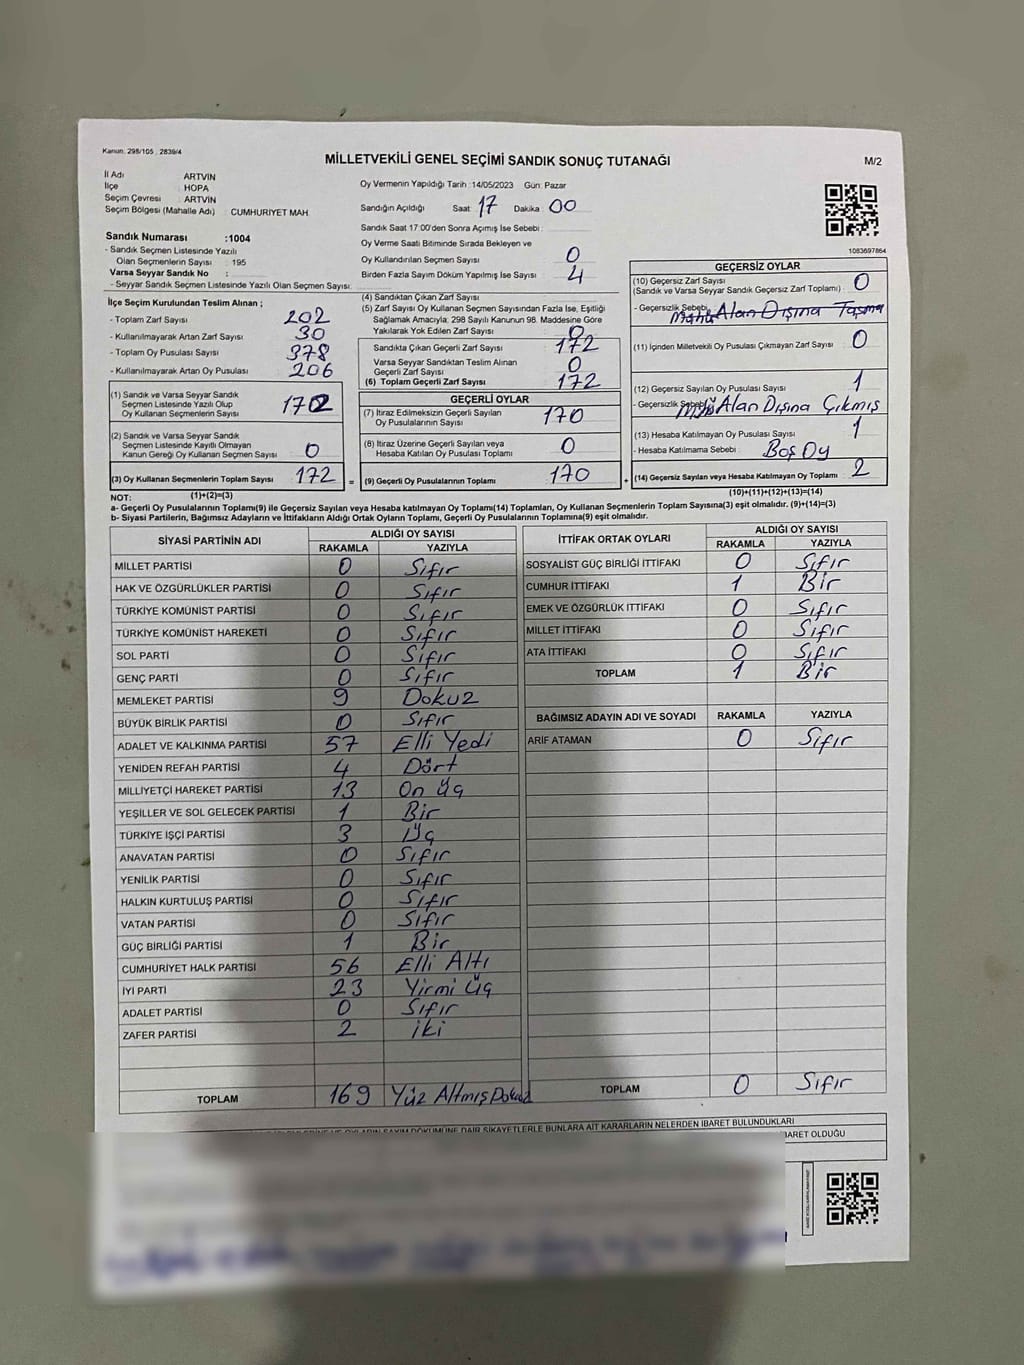 Kanun: 298/105 , 2839/4
MİLLETVEKİLİ GENEL SEÇİMİ SANDIK SONUÇ TUTANAĞI
M/2
İl Adı ARTVİN
İlçe : HOPA
Seçim Çevresi : ARTVİN
Seçim Bölgesi (Mahalle Adı) : CUMHURİYET MAH
Sandık Numarası :1004
- Sandık Seçmen Listesinde Yazılı
Olan Seçmenlerin Sayısı : 195
Varsa Seyyar Sandık No :
- Seyyar Sandık Seçmen Listesinde Yazılı Olan Seçmen Sayısı:
Oy Vermenin Yapıldığı Tarih :14/05/2023 Gün: Pazar
Sandığın Açıldığı Saat: 17 Dakika: 00
Sandık Saat 17:00'den Sonra Açımış İse Sebebi:
Oy Verme Saati Bitiminde Sırada Bekleyen ve
Oy Kullandırılan Seçmen Sayısı 0
Birden Fazla Sayım Döküm Yapılmış İse Sayısı 4
1083697864
İlçe Seçim Kurulundan Teslim Alınan ;
- Toplam Zarf Sayısı 202
- Kullanılmayarak Artan Zarf Sayısı 30
- Toplam Oy Pusulası Sayısı 378
- Kullanılmayarak Artan Oy Pusulası 206
(1) Sandık ve Varsa Seyyar Sandık
Seçmen Listesinde Yazılı Olup
Oy Kullanan Seçmenlerin Sayısı 172
(2) Sandık ve Varsa Seyyar Sandık
Seçmen Listesinde Kayıtlı Olmayan
Kanun Gereği Oy Kullanan Seçmen Sayısı 0
(3) Oy Kullanan Seçmenlerin Toplam Sayısı 172 =
(4) Sandıktan Çıkan Zarf Sayısı
(5) Zarf Sayısı Oy Kullanan Seçmen Sayısından Fazla İse, Eşitliği
Sağlamak Amacıyla, 298 Sayılı Kanunun 98. Maddesine Göre
Yakılarak Yok Edilen Zarf Sayısı 0
Sandıkta Çıkan Geçerli Zarf Sayısı 172
Varsa Seyyar Sandıktan Teslim Alınan
Geçerli Zarf Sayısı 0
(6) Toplam Geçerli Zarf Sayısı 172
GEÇERLİ OYLAR
(7) İtiraz Edilmeksizin Geçerli Sayılan
Oy Pusulalarının Sayısı 170
(8) İtiraz Üzerine Geçerli Sayılan veya
Hesaba Katılan Oy Pusulası Toplamı 0
(9) Geçerli Oy Pusulalarının Toplamı 170 +
GEÇERSİZ OYLAR
(10) Geçersiz Zarf Sayısı
(Sandık ve Varsa Seyyar Sandık Geçersiz Zarf Toplamı) : 0
- Geçersizlik Sebebi: Alan Dışına Taşma
(11) İçinden Milletvekili Oy Pusulası Çıkmayan Zarf Sayısı 0
(12) Geçersiz Sayılan Oy Pusulası Sayısı 1
- Geçersizlik Sebebi: Alan Dışına Çıkmış
(13) Hesaba Katılmayan Oy Pusulası Sayısı 1
- Hesaba Katılmama Sebebi : Boş Oy
(14) Geçersiz Sayılan veya Hesaba Katılmayan Oy Toplamı 2
NOT: (1)+(2)=(3)
(10)+(11)+(12)+(13)=(14)
a- Geçerli Oy Pusulaları Toplamı(9) ile Geçersiz Sayılan veya Hesaba katılmayan Oy Toplamı(14) Toplamları, Oy Kullanan Seçmenlerin Toplam Sayısına(3) eşit olmalıdır. (9)+(14)=(3)
b- Siyasi Partilerin, Bağımsız Adayların ve İttifakların Aldığı Ortak Oyların Toplamı, Geçerli Oy Pusulalarının Toplamına(9) eşit olmalıdır.
SİYASİ PARTİNİN ADI ALDIĞI OY SAYISI
RAKAMLA YAZIYLA
MİLLET PARTİSİ 0 Sıfır
HAK VE ÖZGÜRLÜKLER PARTİSİ 0 Sıfır
TÜRKİYE KOMÜNİST PARTİSİ 0 Sıfır
TÜRKİYE KOMÜNİST HAREKETİ 0 Sıfır
SOL PARTİ 0 Sıfır
GENÇ PARTİ 0 Sıfır
MEMLEKET PARTİSİ 9 Dokuz
BÜYÜK BİRLİK PARTİSİ 0 Sıfır
ADALET VE KALKINMA PARTİSİ 57 Elli Yedi
YENİDEN REFAH PARTİSİ 4 Dört
MİLLİYETÇİ HAREKET PARTİSİ 13 On Üç
YEŞİLLER VE SOL GELECEK PARTİSİ 1 Bir
TÜRKİYE İŞÇİ PARTİSİ 3 Üç
ANAVATAN PARTİSİ 0 Sıfır
YENİLİK PARTİSİ 0 Sıfır
HALKIN KURTULUŞ PARTİSİ 0 Sıfır
VATAN PARTİSİ 0 Sıfır
GÜÇ BİRLİĞİ PARTİSİ 1 Bir
CUMHURİYET HALK PARTİSİ 56 Elli Altı
İYİ PARTİ 23 Yirmi Üç
ADALET PARTİSİ 0 Sıfır
ZAFER PARTİSİ 2 iki
TOPLAM 169 Yüz Altmış Dokuz
İTTİFAK ORTAK OYLARI ALDIĞI OY SAYISI
RAKAMLA YAZIYLA
SOSYALİST GÜÇ BİRLİĞİ İTTİFAKI 0 Sıfır
CUMHUR İTTİFAKI 1 Bir
EMEK VE ÖZGÜRLÜK İTTİFAKI 0 Sıfır
MİLLET İTTİFAKI 0 Sıfır
ATA İTTİFAKI 0 Sıfır
TOPLAM 1 Bir
BAĞIMSIZ ADAYIN ADI VE SOYADI RAKAMLA YAZIYLA
ARİF ATAMAN 0 Sıfır
TOPLAM 0 Sıfır
VE OYLARIN SAYIM DÖKÜMÜNE DAİR ŞİKAYETLERLE BUNLARA AİT KARARLARIN NELERDEN İBARET BULUNDUKLARI
İBARET OLDUĞU